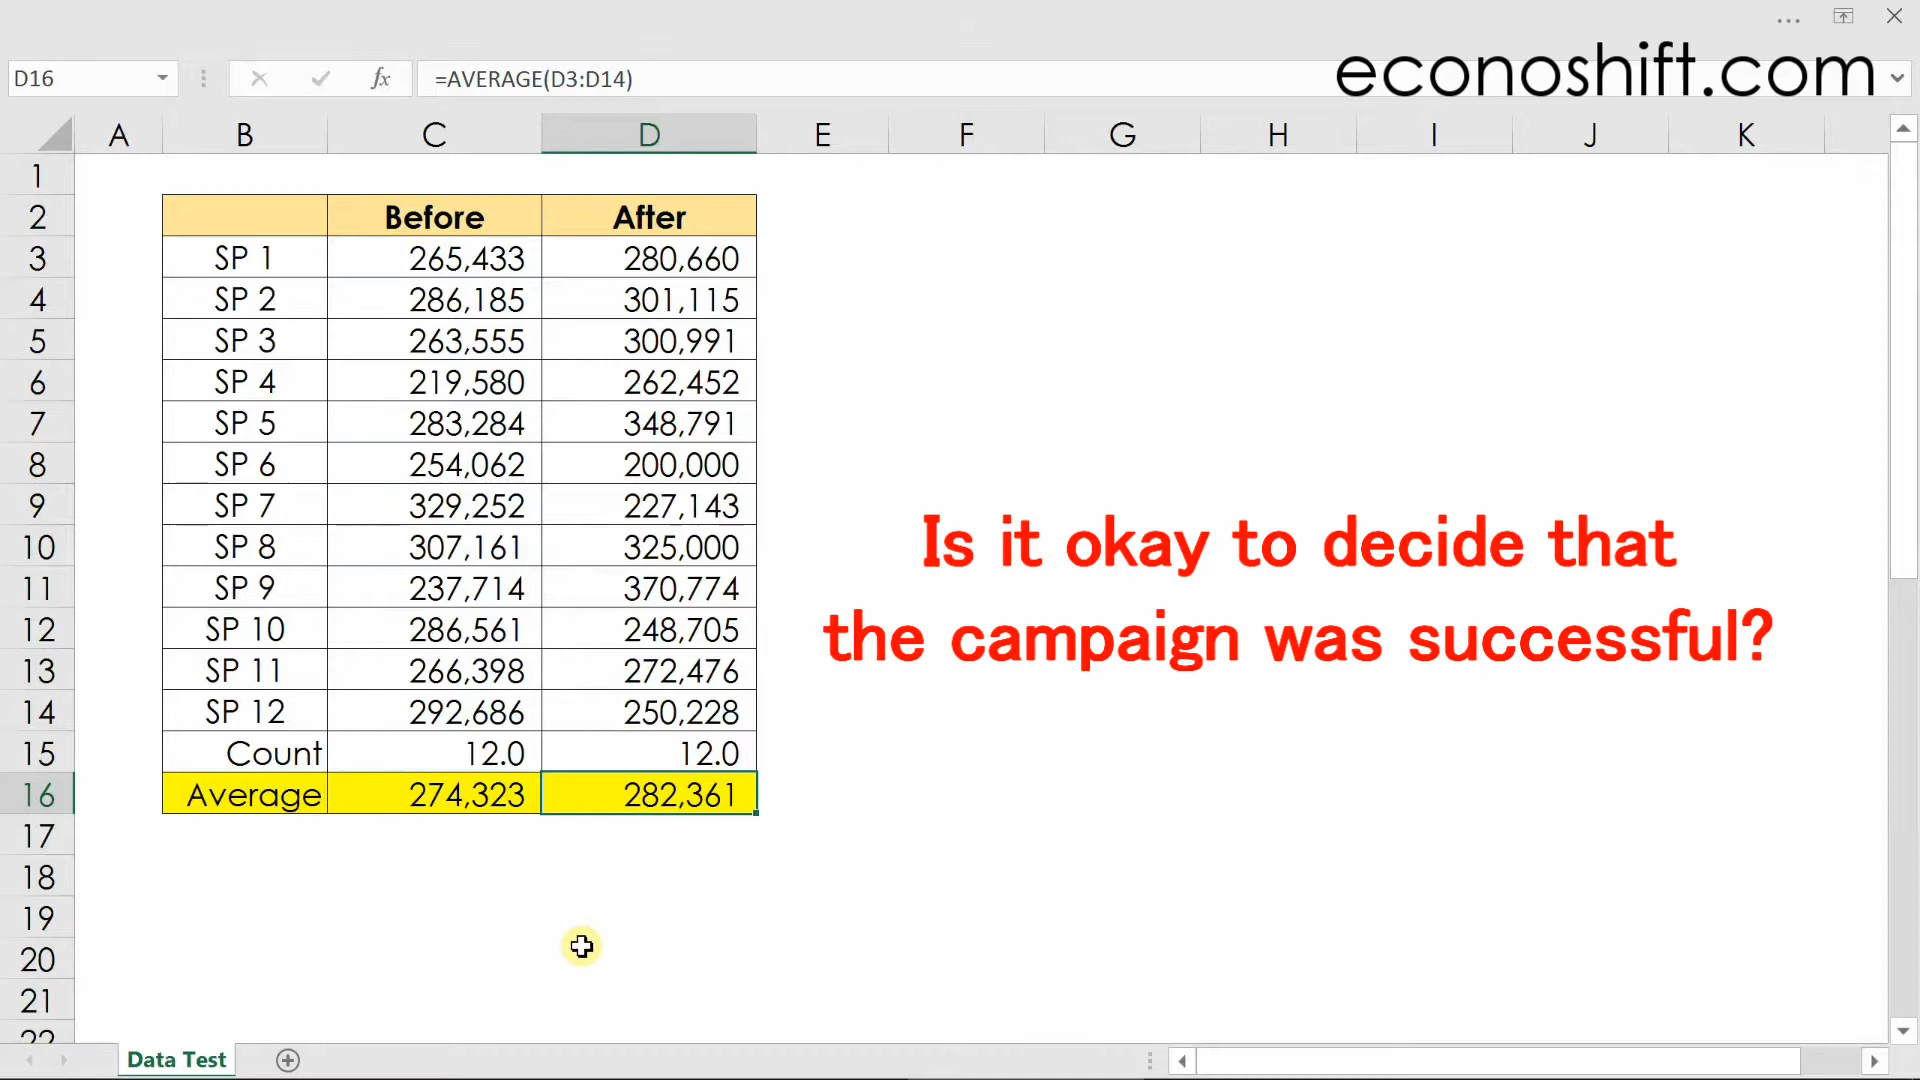 econoshift.com
D16 fx =AVERAGE(D3:D14)
A B C D E F G H I J K
1
2 Before After
3 SP 1 265,433 280,660
4 SP 2 286,185 301,115
5 SP 3 263,555 300,991
6 SP 4 219,580 262,452
7 SP 5 283,284 348,791
8 SP 6 254,062 200,000
9 SP 7 329,252 227,143
10 SP 8 307,161 325,000
11 SP 9 237,714 370,774
12 SP 10 286,561 248,705
13 SP 11 266,398 272,476
14 SP 12 292,686 250,228
15 Count 12.0 12.0
16 Average 274,323 282,361
17
18
19
20
21
22
Is it okay to decide that
the campaign was successful?
Data Test